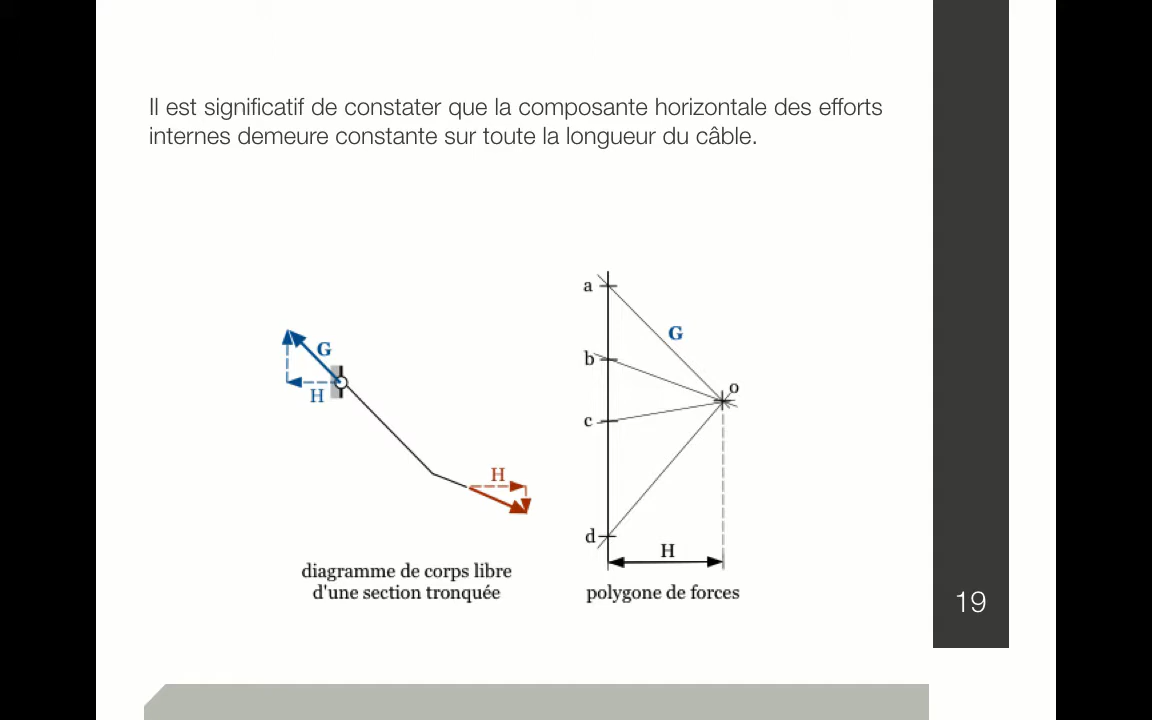 Il est significatif de constater que la composante horizontale des efforts
internes demeure constante sur toute la longueur du câble.
G
H
H
diagramme de corps libre
d'une section tronquée
a
G
b
o
c
d
H
polygone de forces
19